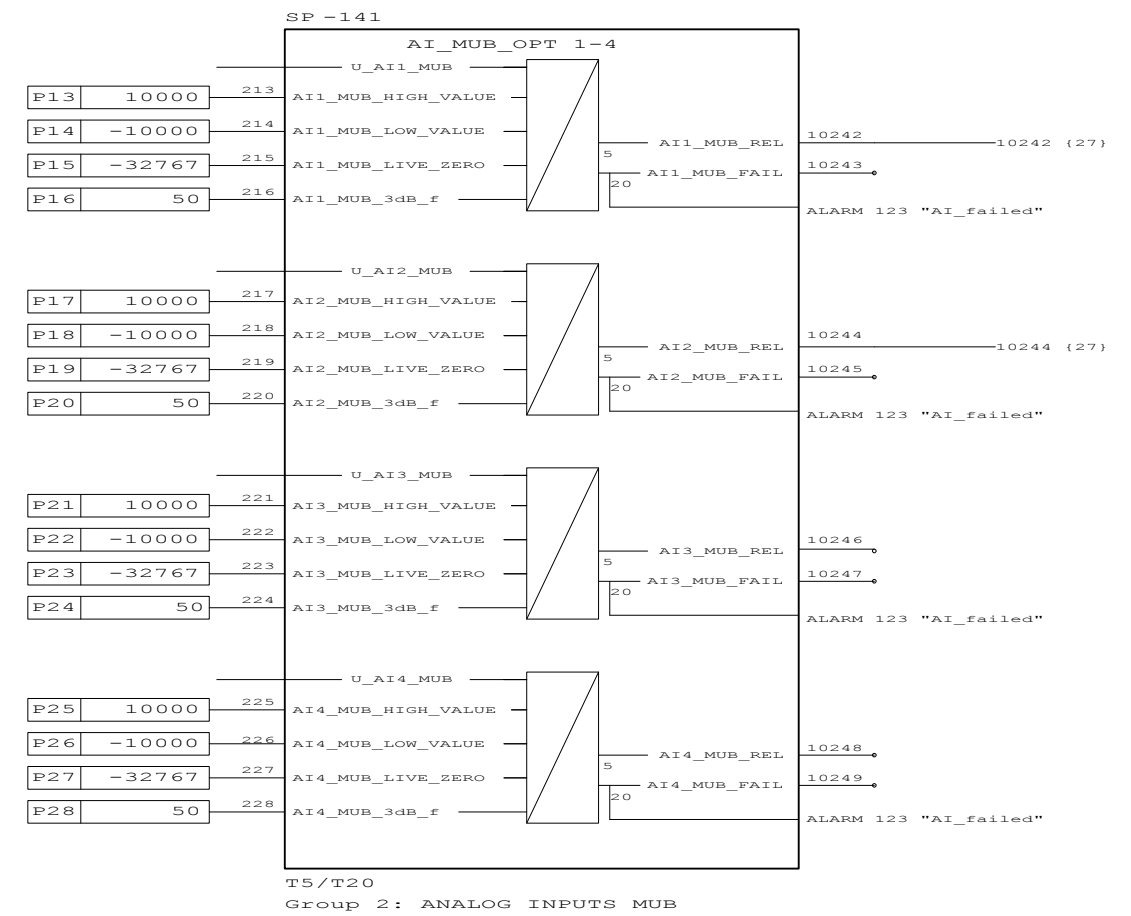 SP -141
AI_MUB_OPT 1-4
U_AI1_MUB
P13 10000 213 AI1_MUB_HIGH_VALUE
P14 -10000 214 AI1_MUB_LOW_VALUE
10242
5 AI1_MUB_REL 10242 {27}
P15 -32767 215 AI1_MUB_LIVE_ZERO
10243
20 AI1_MUB_FAIL
P16 50 216 AI1_MUB_3dB_f
ALARM 123 "AI_failed"
U_AI2_MUB
P17 10000 217 AI2_MUB_HIGH_VALUE
P18 -10000 218 AI2_MUB_LOW_VALUE
10244
5 AI2_MUB_REL 10244 {27}
P19 -32767 219 AI2_MUB_LIVE_ZERO
10245
20 AI2_MUB_FAIL
P20 50 220 AI2_MUB_3dB_f
ALARM 123 "AI_failed"
U_AI3_MUB
P21 10000 221 AI3_MUB_HIGH_VALUE
P22 -10000 222 AI3_MUB_LOW_VALUE
10246
5 AI3_MUB_REL
P23 -32767 223 AI3_MUB_LIVE_ZERO
10247
20 AI3_MUB_FAIL
P24 50 224 AI3_MUB_3dB_f
ALARM 123 "AI_failed"
U_AI4_MUB
P25 10000 225 AI4_MUB_HIGH_VALUE
P26 -10000 226 AI4_MUB_LOW_VALUE
10248
5 AI4_MUB_REL
P27 -32767 227 AI4_MUB_LIVE_ZERO
10249
20 AI4_MUB_FAIL
P28 50 228 AI4_MUB_3dB_f
ALARM 123 "AI_failed"
T5/T20
Group 2: ANALOG INPUTS MUB